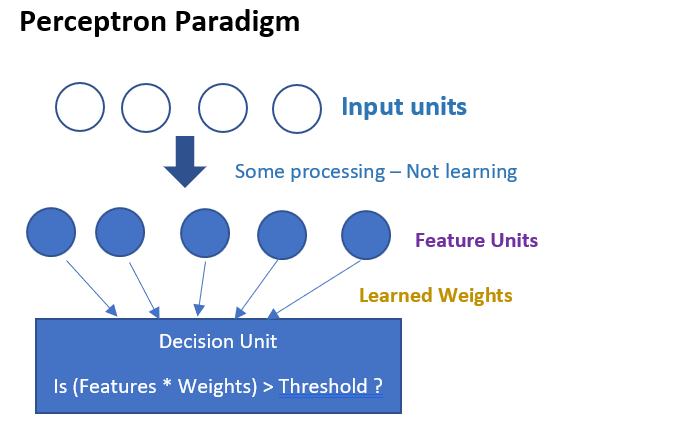 Perceptron Paradigm
Input units
Some processing – Not learning
Feature Units
Learned Weights
Decision Unit
Is (Features * Weights) > Threshold ?